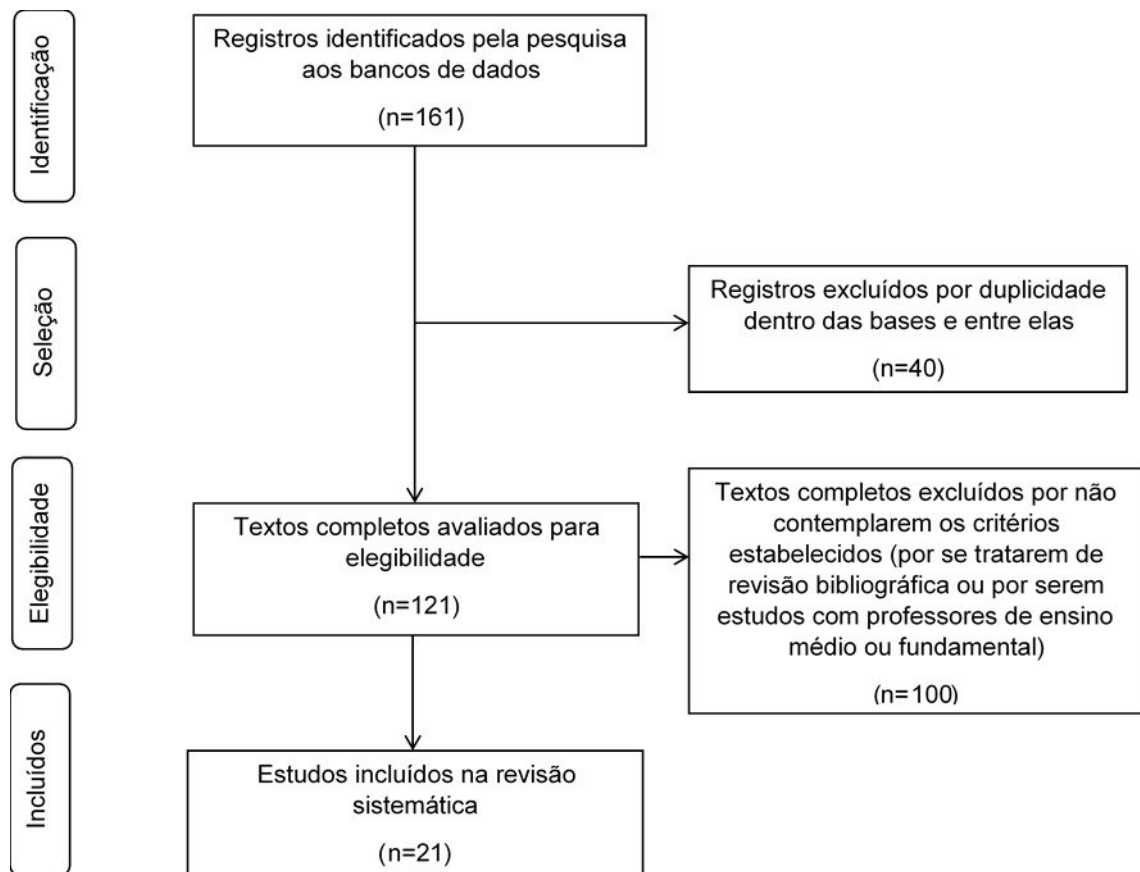 Identificação
Registros identificados pela pesquisa
aos bancos de dados
(n=161)
Seleção
Registros excluídos por duplicidade
dentro das bases e entre elas
(n=40)
Elegibilidade
Textos completos avaliados para
elegibilidade
(n=121)
Textos completos excluídos por não
contemplarem os critérios
estabelecidos (por se tratarem de
revisão bibliográfica ou por serem
estudos com professores de ensino
médio ou fundamental)
(n=100)
Incluídos
Estudos incluídos na revisão
sistemática
(n=21)